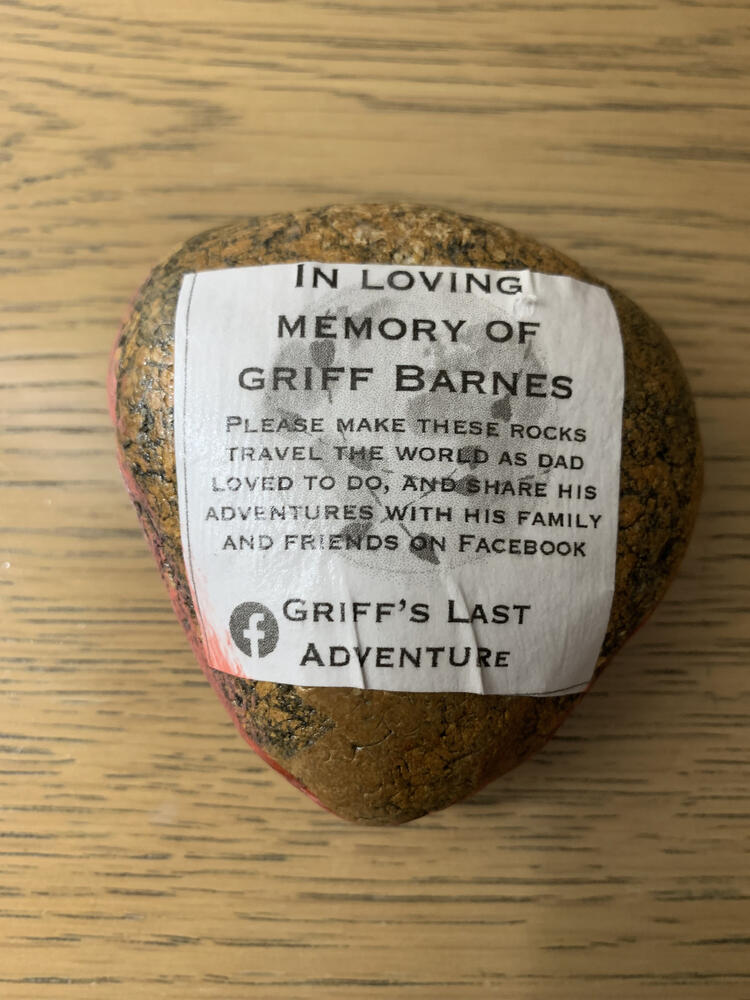 In loving
memory of
griff Barnes
Please make these rocks
travel the world as dad
loved to do, and share his
adventures with his family
and friends on Facebook
Griff's Last
Adventure